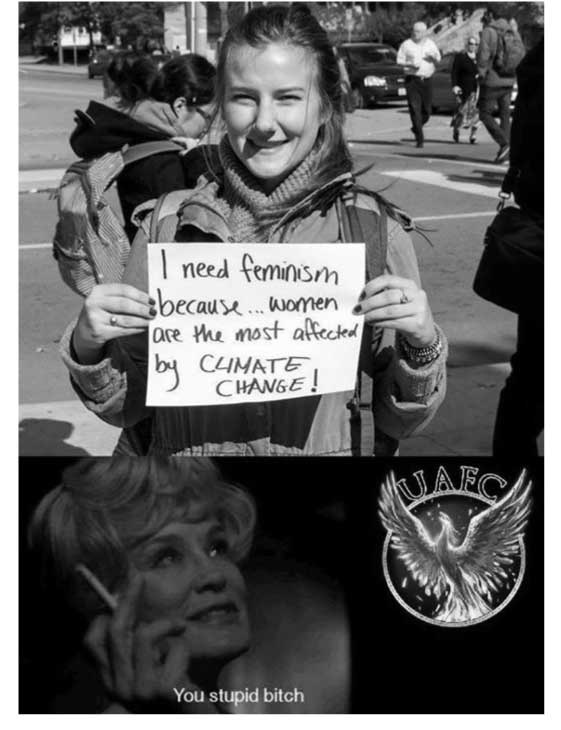 I need feminism
because... women
are the most affected
by CLIMATE
CHANGE!
UAFC
You stupid bitch